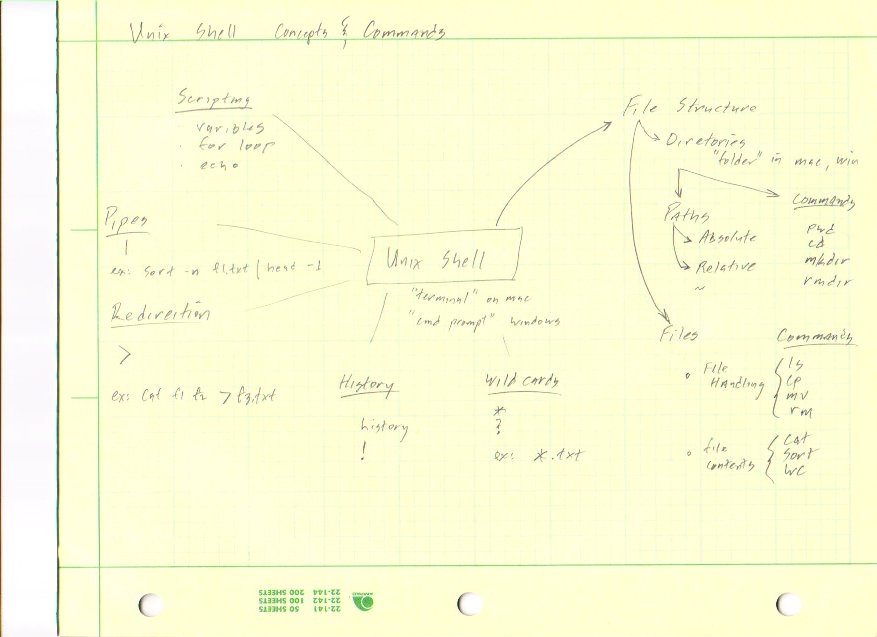 Unix Shell Concepts & Commands
Scripting
variables
· for loop
· echo
Pipes
|
ex: sort -n f1.txt | head -1
Redirection
>
ex: cat f1 f2 > f3.txt
Unix Shell
"terminal" on mac
"cmd prompt" windows
History
history
!
Wild cards
*
?
ex: *.txt
File Structure
Diretories
"folder" in mac, win
Paths
Absolute
Relative
~
Commands
pwd
cd
mkdir
rmdir
Files
Commands
File
Handling
ls
cp
mv
rm
file
contents
cat
sort
wc
22-141 50 SHEETS
22-142 100 SHEETS
22-144 200 SHEETS